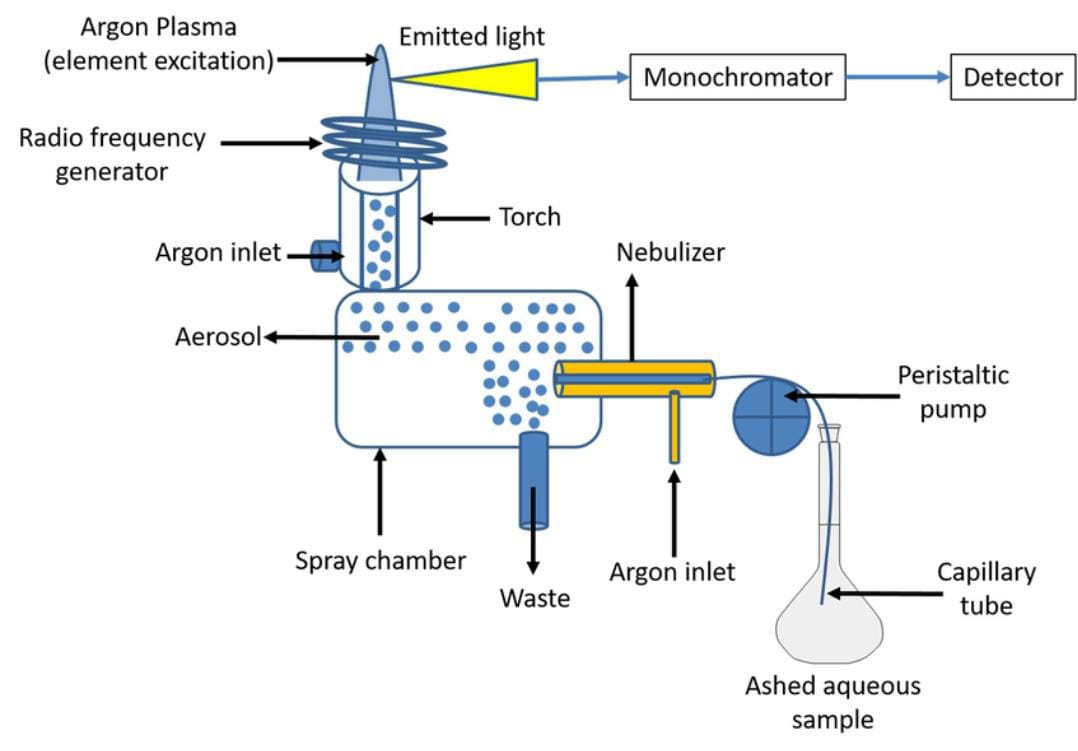 Argon Plasma
(element excitation)
Emitted light
Monochromator
Detector
Radio frequency
generator
Torch
Argon inlet
Nebulizer
Aerosol
Peristaltic
pump
Spray chamber
Waste
Argon inlet
Capillary
tube
Ashed aqueous
sample